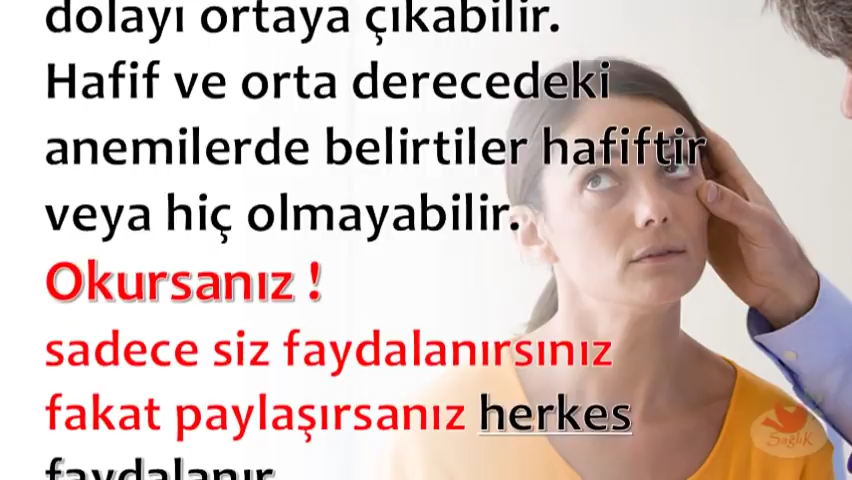 dolayı ortaya çıkabilir.
Hafif ve orta derecedeki
anemilerde belirtiler hafiftir
veya hiç olmayabilir.
Okursanız !
sadece siz faydalanırsınız
fakat paylaşırsanız herkes
faydalanır
Sağlık